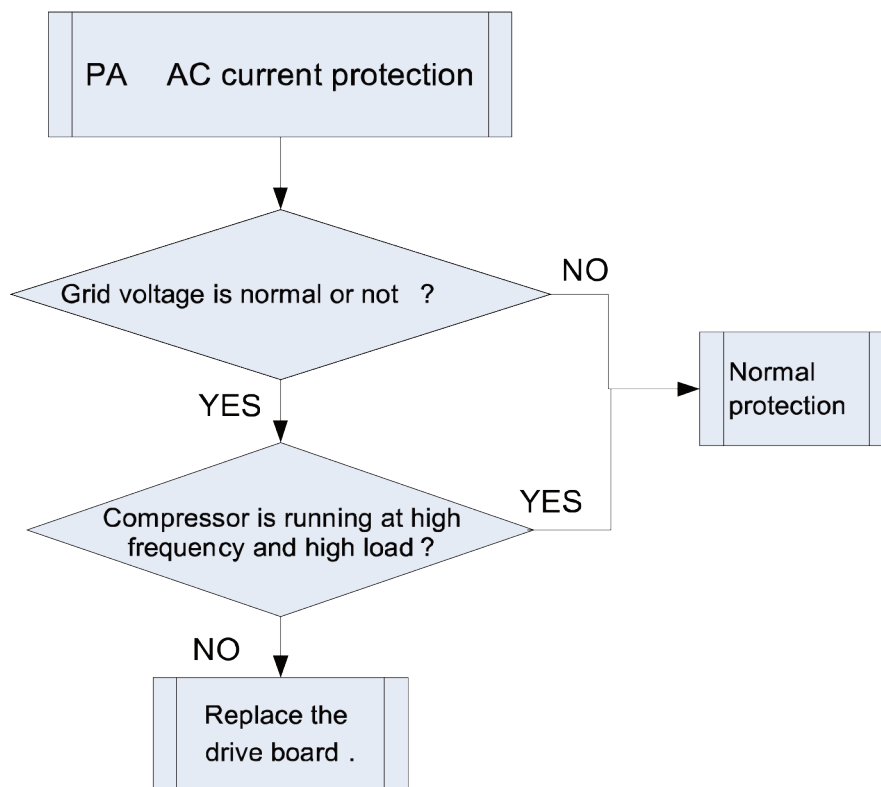 PA AC current protection
Grid voltage is normal or not ?
NO
YES
Normal
protection
Compressor is running at high
frequency and high load ?
YES
NO
Replace the
drive board .